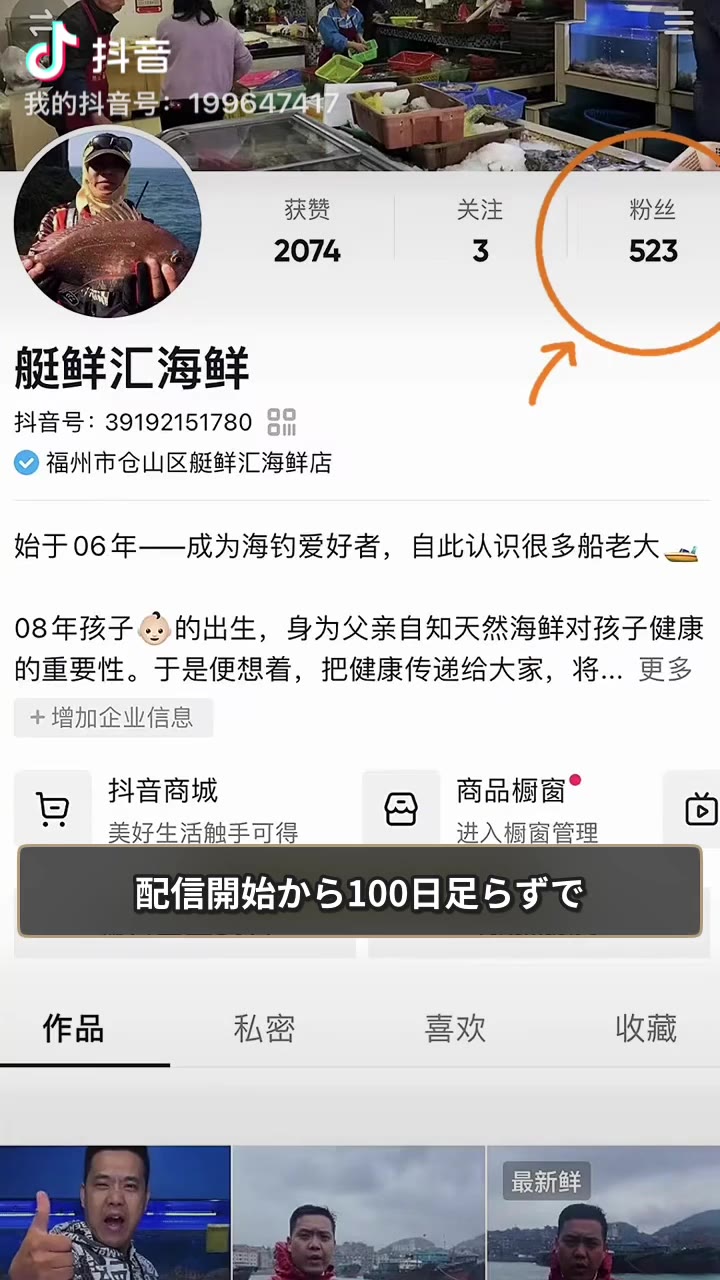 抖音
我的抖音号：199647417
获赞
关注
粉丝
2074
3
523
艇鲜汇海鲜
抖音号：39192151780
福州市仓山区艇鲜汇海鲜店
始于06年——成为海钓爱好者，自此认识很多船老大
08年孩子的出生，身为父亲自知天然海鲜对孩子健康
的重要性。于是便想着，把健康传递给大家，将... 更多
+增加企业信息
抖音商城
商品橱窗
美好生活触手可得
进入橱窗管理
配信開始から100日足らずで
作品
私密
喜欢
收藏
最新鲜